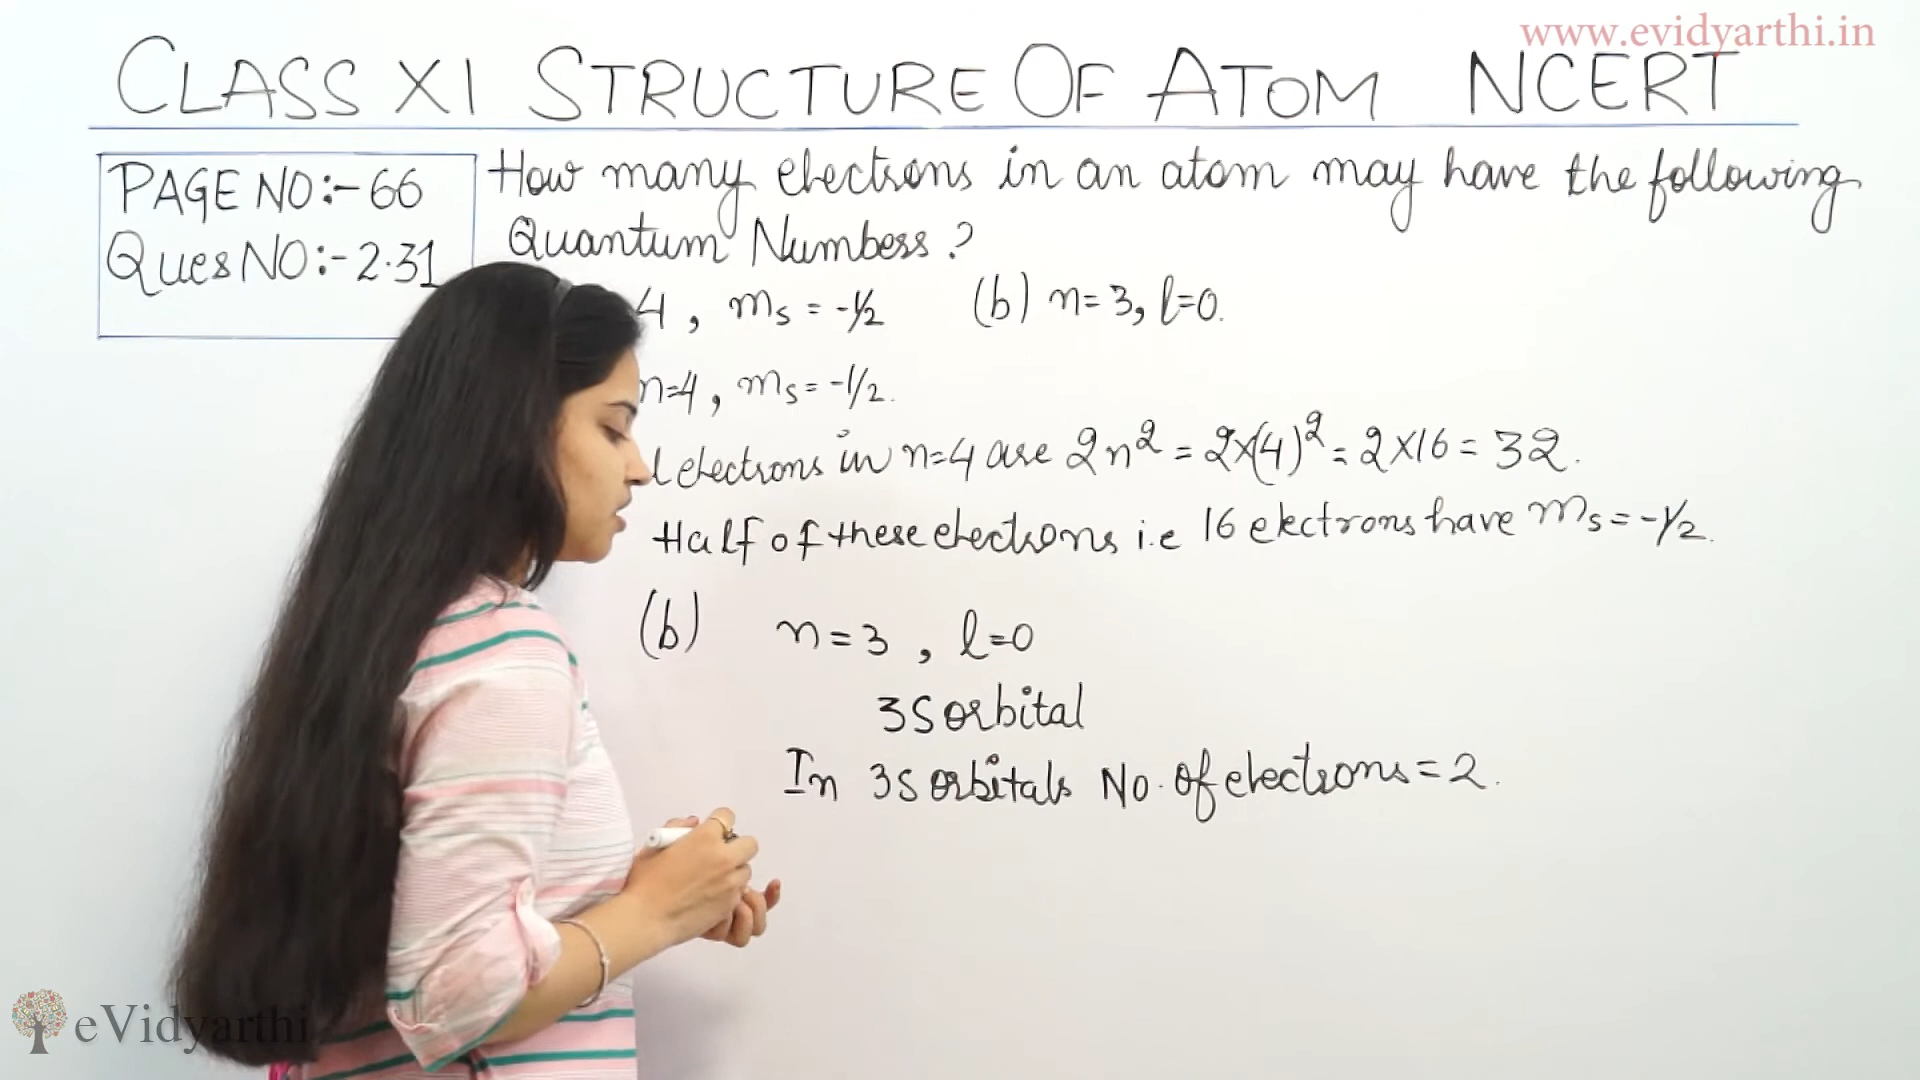 www.evidyarthi.in
CLASS XI STRUCTURE OF ATOM NCERT
PAGE NO:- 66
Ques NO:- 2.31
How many electrons in an atom may have the following
Quantum Numbers ?
4 , ms = -1/2 (b) n= 3, l=0.
n=4 , ms = -1/2.
electrons in n=4 are 2n² = 2×(4)² = 2×16 = 32.
Half of these electrons i.e 16 electrons have ms = -1/2.
(b) n=3 , l=0
3S orbital
In 3S orbitals No. of electrons = 2.
eVidyarthi